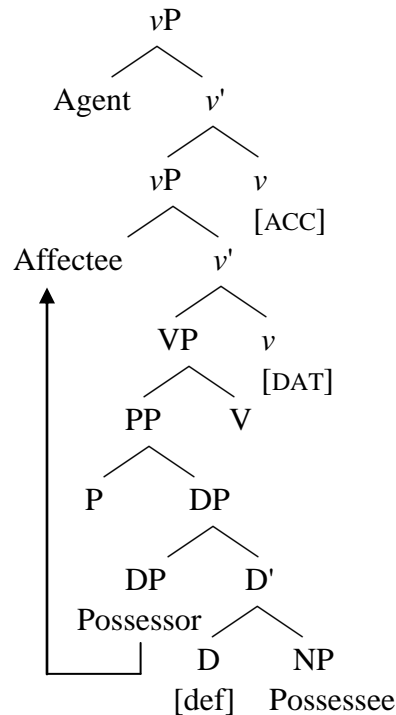 vP
Agent v'
vP v
[ACC]
Affectee v'
VP v
[DAT]
PP V
P DP
DP D'
Possessor
D NP
[def] Possessee